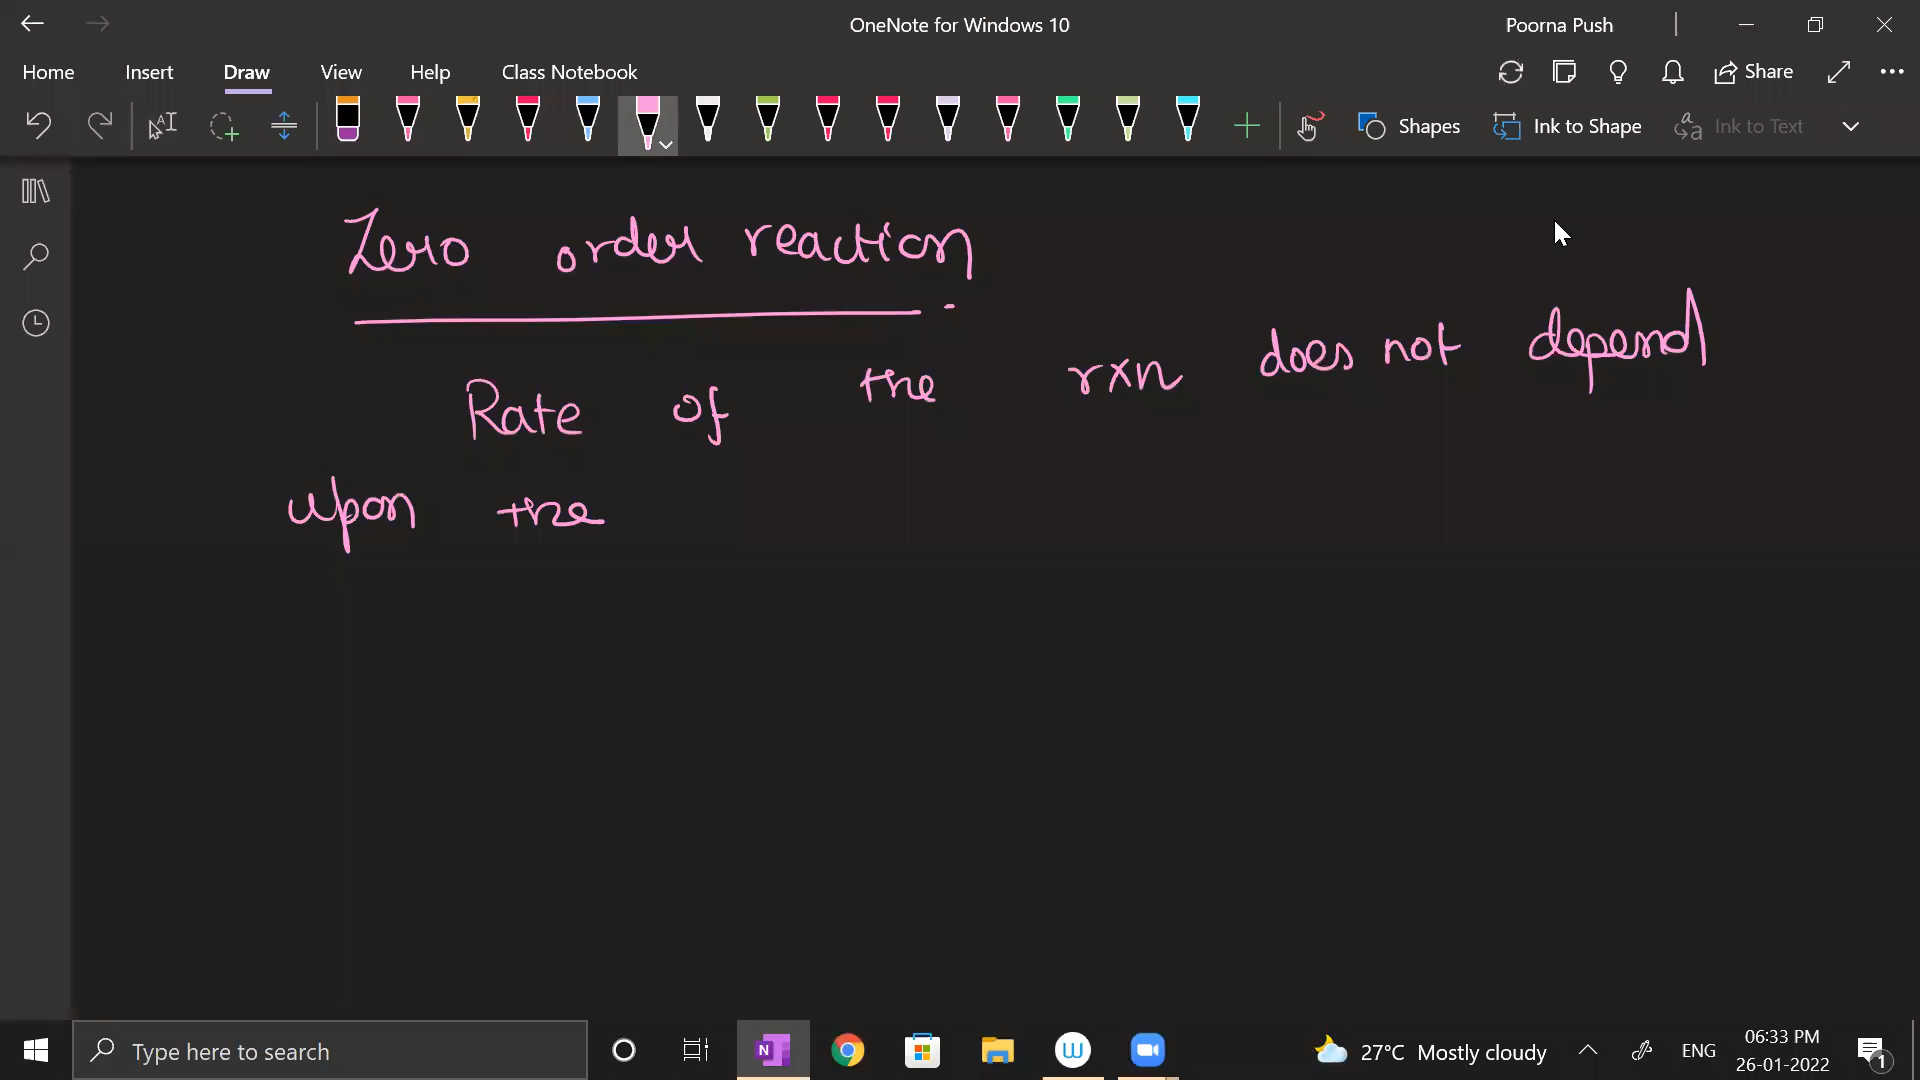 OneNote for Windows 10
Poorna Push
Home Insert Draw View Help Class Notebook
Share
Shapes Ink to Shape Ink to Text
Zero order reaction
Rate of the rxn does not depend
upon the
Type here to search
27°C Mostly cloudy
ENG
06:33 PM
26-01-2022
1